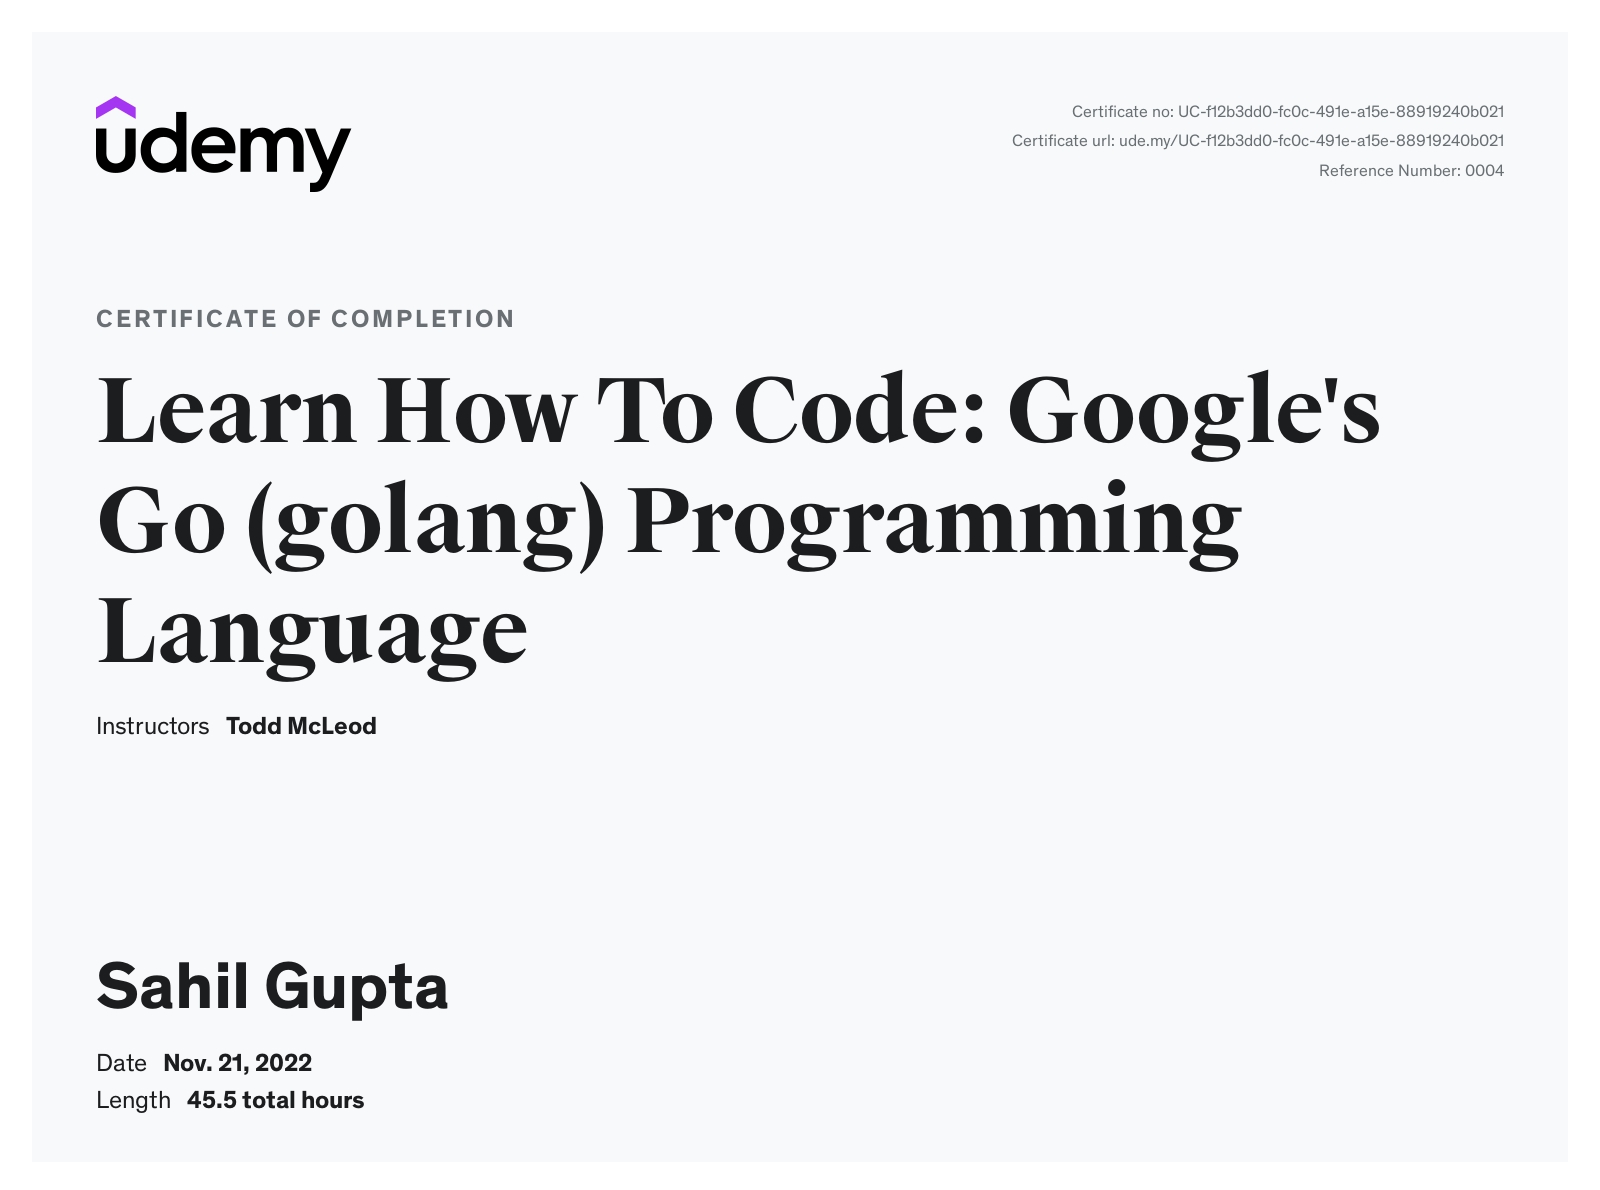 udemy
Certificate no: UC-f12b3dd0-fc0c-491e-a15e-88919240b021
Certificate url: ude.my/UC-f12b3dd0-fc0c-491e-a15e-88919240b021
Reference Number: 0004
CERTIFICATE OF COMPLETION
Learn How To Code: Google's
Go (golang) Programming
Language
Instructors Todd McLeod
Sahil Gupta
Date Nov. 21, 2022
Length 45.5 total hours